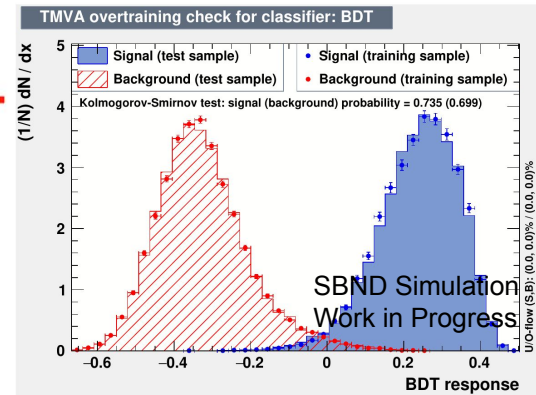 TMVA overtraining check for classifier: BDT
(1/N) dN / dx
5
4
3
2
1
0
Signal (test sample)
Background (test sample)
Signal (training sample)
Background (training sample)
Kolmogorov-Smirnov test: signal (background) probability = 0.735 (0.699)
SBND Simulation
Work in Progress
U/O-flow (S,B): (0.0, 0.0)% / (0.0, 0.0)%
−0.6 −0.4 −0.2 0 0.2 0.4
BDT response